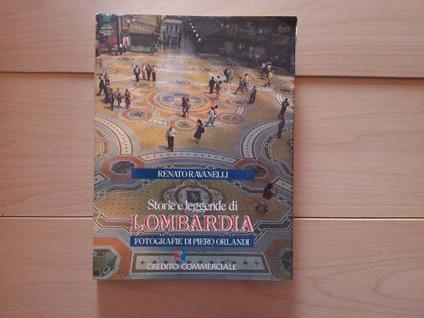 RENATO RAVANELLI
Storie e leggende di
LOMBARDIA
FOTOGRAFIE DI PIERO ORLANDI
CREDITO COMMERCIALE